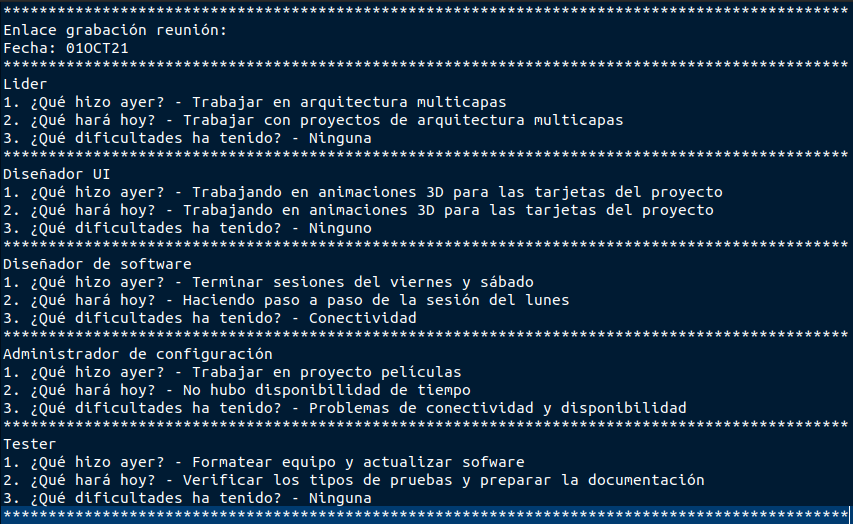 **********************************************************************************************
Enlace grabación reunión:
Fecha: 01OCT21
**********************************************************************************************
Lider
1. ¿Qué hizo ayer? - Trabajar en arquitectura multicapas
2. ¿Qué hará hoy? - Trabajar con proyectos de arquitectura multicapas
3. ¿Qué dificultades ha tenido? - Ninguna
**********************************************************************************************
Diseñador UI
1. ¿Qué hizo ayer? - Trabajando en animaciones 3D para las tarjetas del proyecto
2. ¿Qué hará hoy? - Trabajando en animaciones 3D para las tarjetas del proyecto
3. ¿Qué dificultades ha tenido? - Ninguno
**********************************************************************************************
Diseñador de software
1. ¿Qué hizo ayer? - Terminar sesiones del viernes y sábado
2. ¿Qué hará hoy? - Haciendo paso a paso de la sesión del lunes
3. ¿Qué dificultades ha tenido? - Conectividad
**********************************************************************************************
Administrador de configuración
1. ¿Qué hizo ayer? - Trabajar en proyecto películas
2. ¿Qué hará hoy? - No hubo disponibilidad de tiempo
3. ¿Qué dificultades ha tenido? - Problemas de conectividad y disponibilidad
**********************************************************************************************
Tester
1. ¿Qué hizo ayer? - Formatear equipo y actualizar sofware
2. ¿Qué hará hoy? - Verificar los tipos de pruebas y preparar la documentación
3. ¿Qué dificultades ha tenido? - Ninguna
**********************************************************************************************